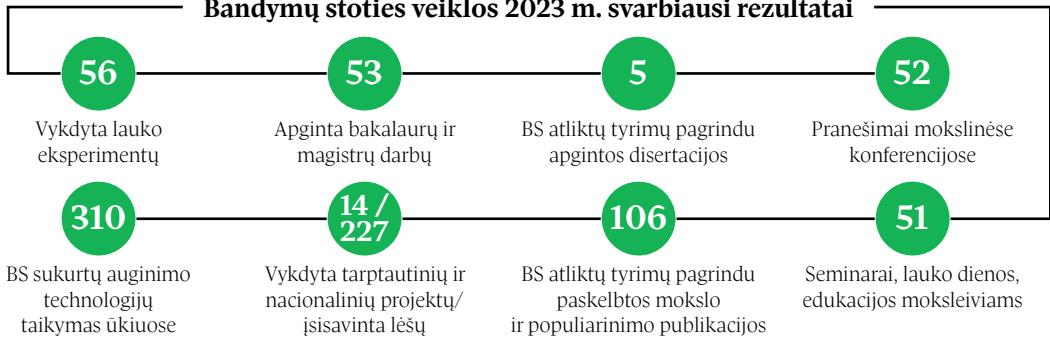 Bandymų stoties veiklos 2023 m. svarbiausi rezultatai
56
Vykdyta lauko
eksperimentų
53
Apginta bakalaurų ir
magistrų darbų
5
BS atliktų tyrimų pagrindu
apgintos disertacijos
52
Pranešimai mokslinėse
konferencijose
310
BS sukurtų auginimo
technologijų
taikymas ūkiuose
14 /
227
Vykdyta tarptautinių ir
nacionalinių projektų/
įsisavinta lėšų
106
BS atliktų tyrimų pagrindu
paskelbtos mokslo
ir populiarinimo publikacijos
51
Seminarai, lauko dienos,
edukacijos moksleiviams